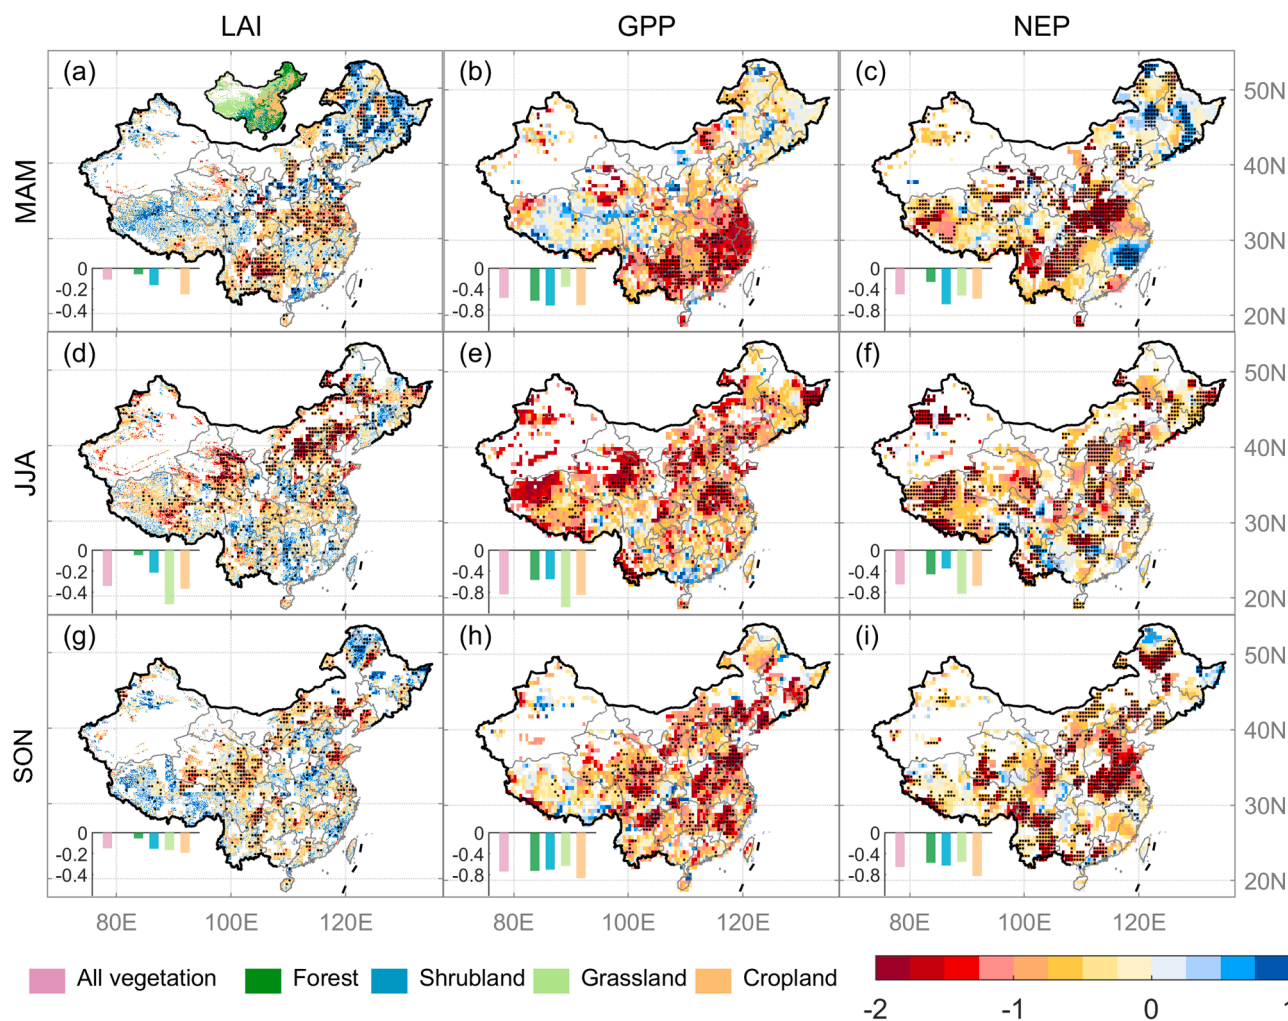 LAI GPP NEP
MAM
(a) (b) (c)
50N
40N
30N
20N
0 0 0
-0.2 -0.4 -0.4
-0.4 -0.8 -0.8
JJA
(d) (e) (f)
50N
40N
30N
20N
0 0 0
-0.2 -0.4 -0.4
-0.4 -0.8 -0.8
SON
(g) (h) (i)
50N
40N
30N
20N
0 0 0
-0.2 -0.4 -0.4
-0.4 -0.8 -0.8
80E 100E 120E 80E 100E 120E 80E 100E 120E
All vegetation Forest Shrubland Grassland Cropland
-2 -1 0